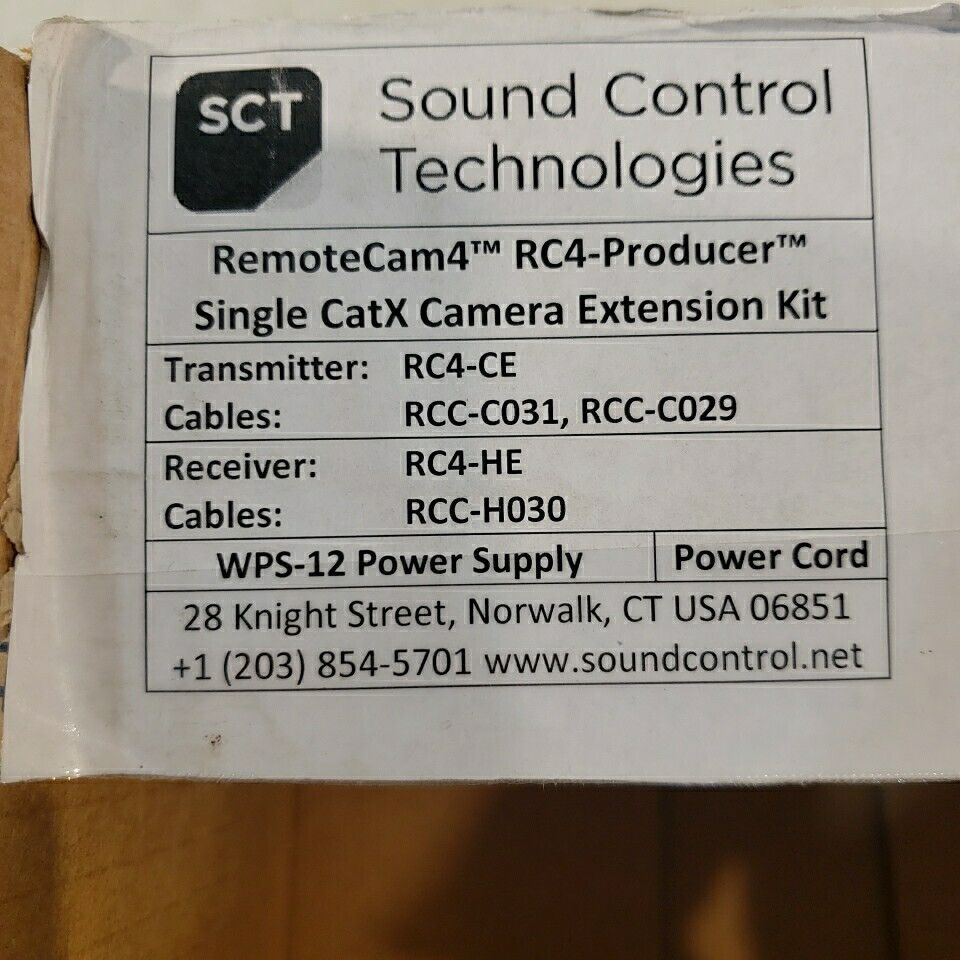 SCT
Sound Control
Technologies
RemoteCam4™ RC4-Producer™
Single CatX Camera Extension Kit
Transmitter: RC4-CE
Cables: RCC-C031, RCC-C029
Receiver: RC4-HE
Cables: RCC-H030
WPS-12 Power Supply Power Cord
28 Knight Street, Norwalk, CT USA 06851
+1 (203) 854-5701 www.soundcontrol.net